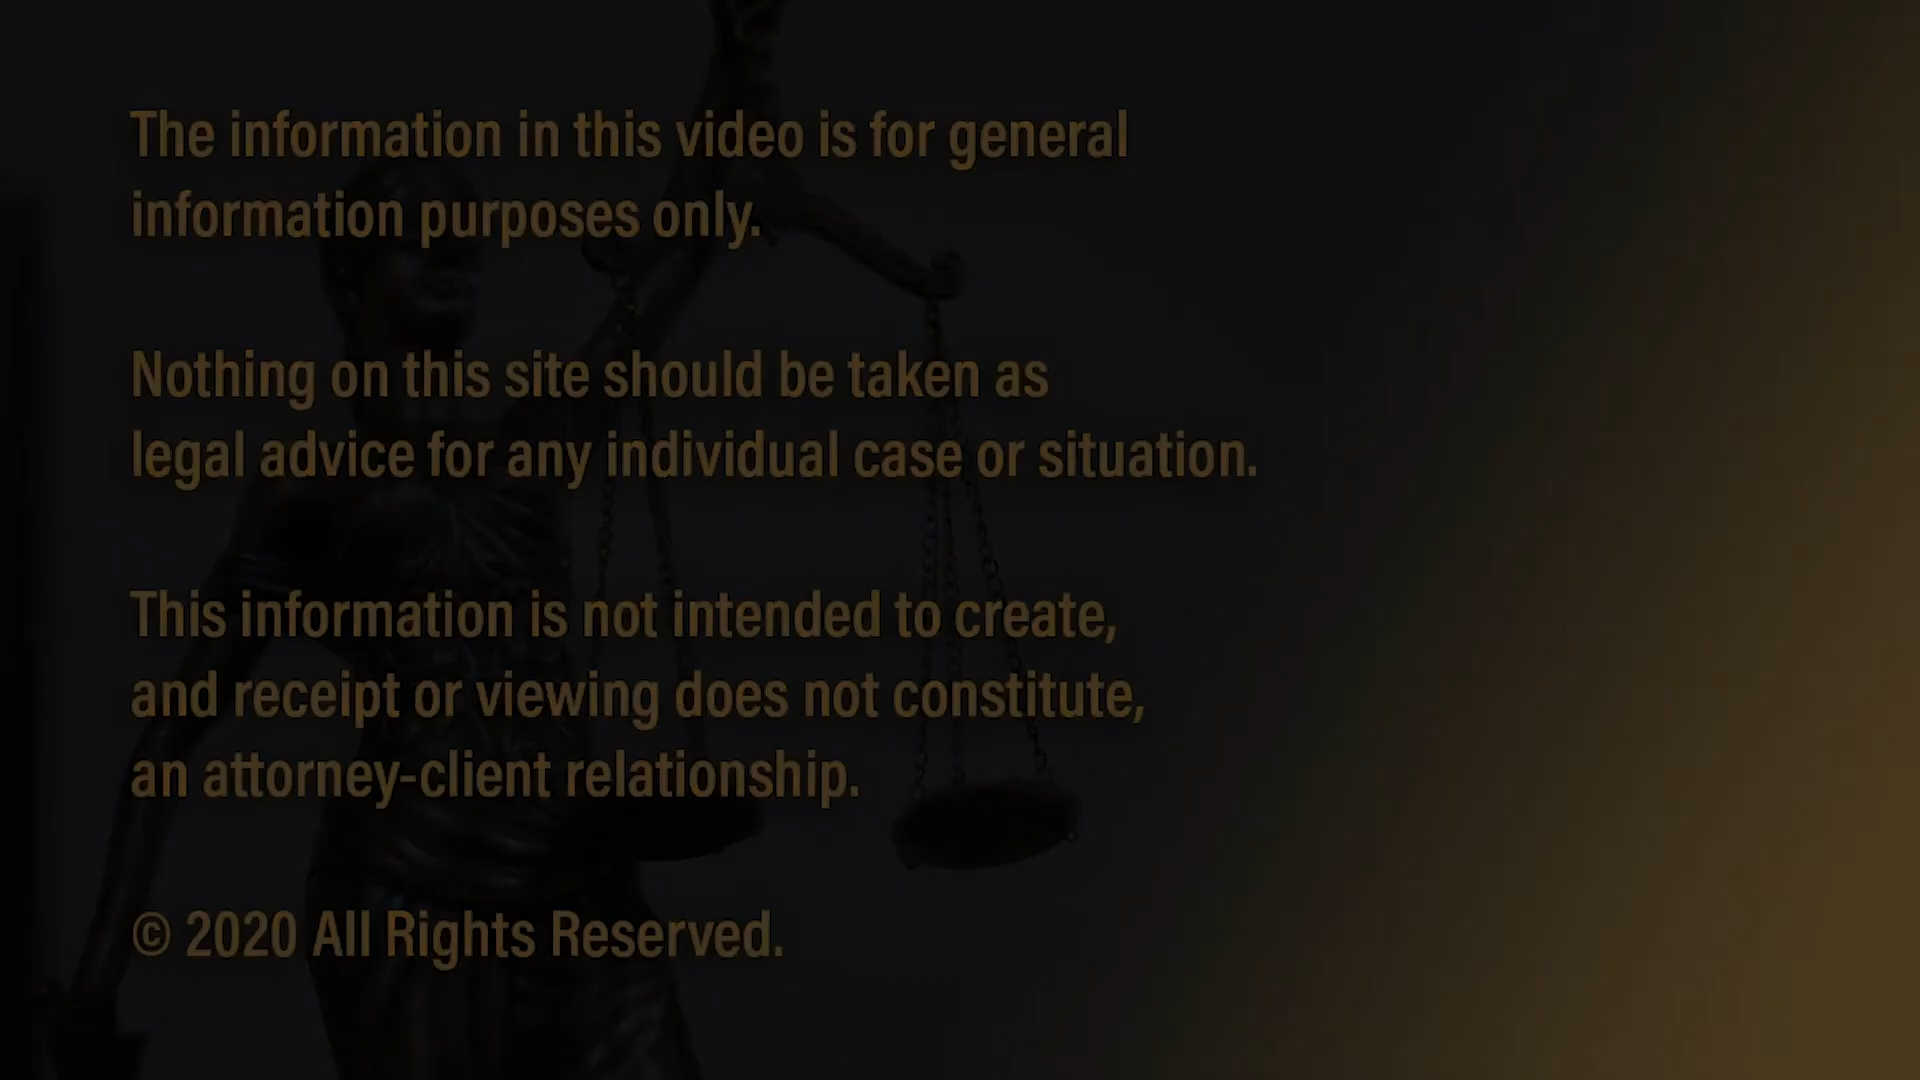 The information in this video is for general
information purposes only.
Nothing on this site should be taken as
legal advice for any individual case or situation.
This information is not intended to create,
and receipt or viewing does not constitute,
an attorney-client relationship.
© 2020 All Rights Reserved.